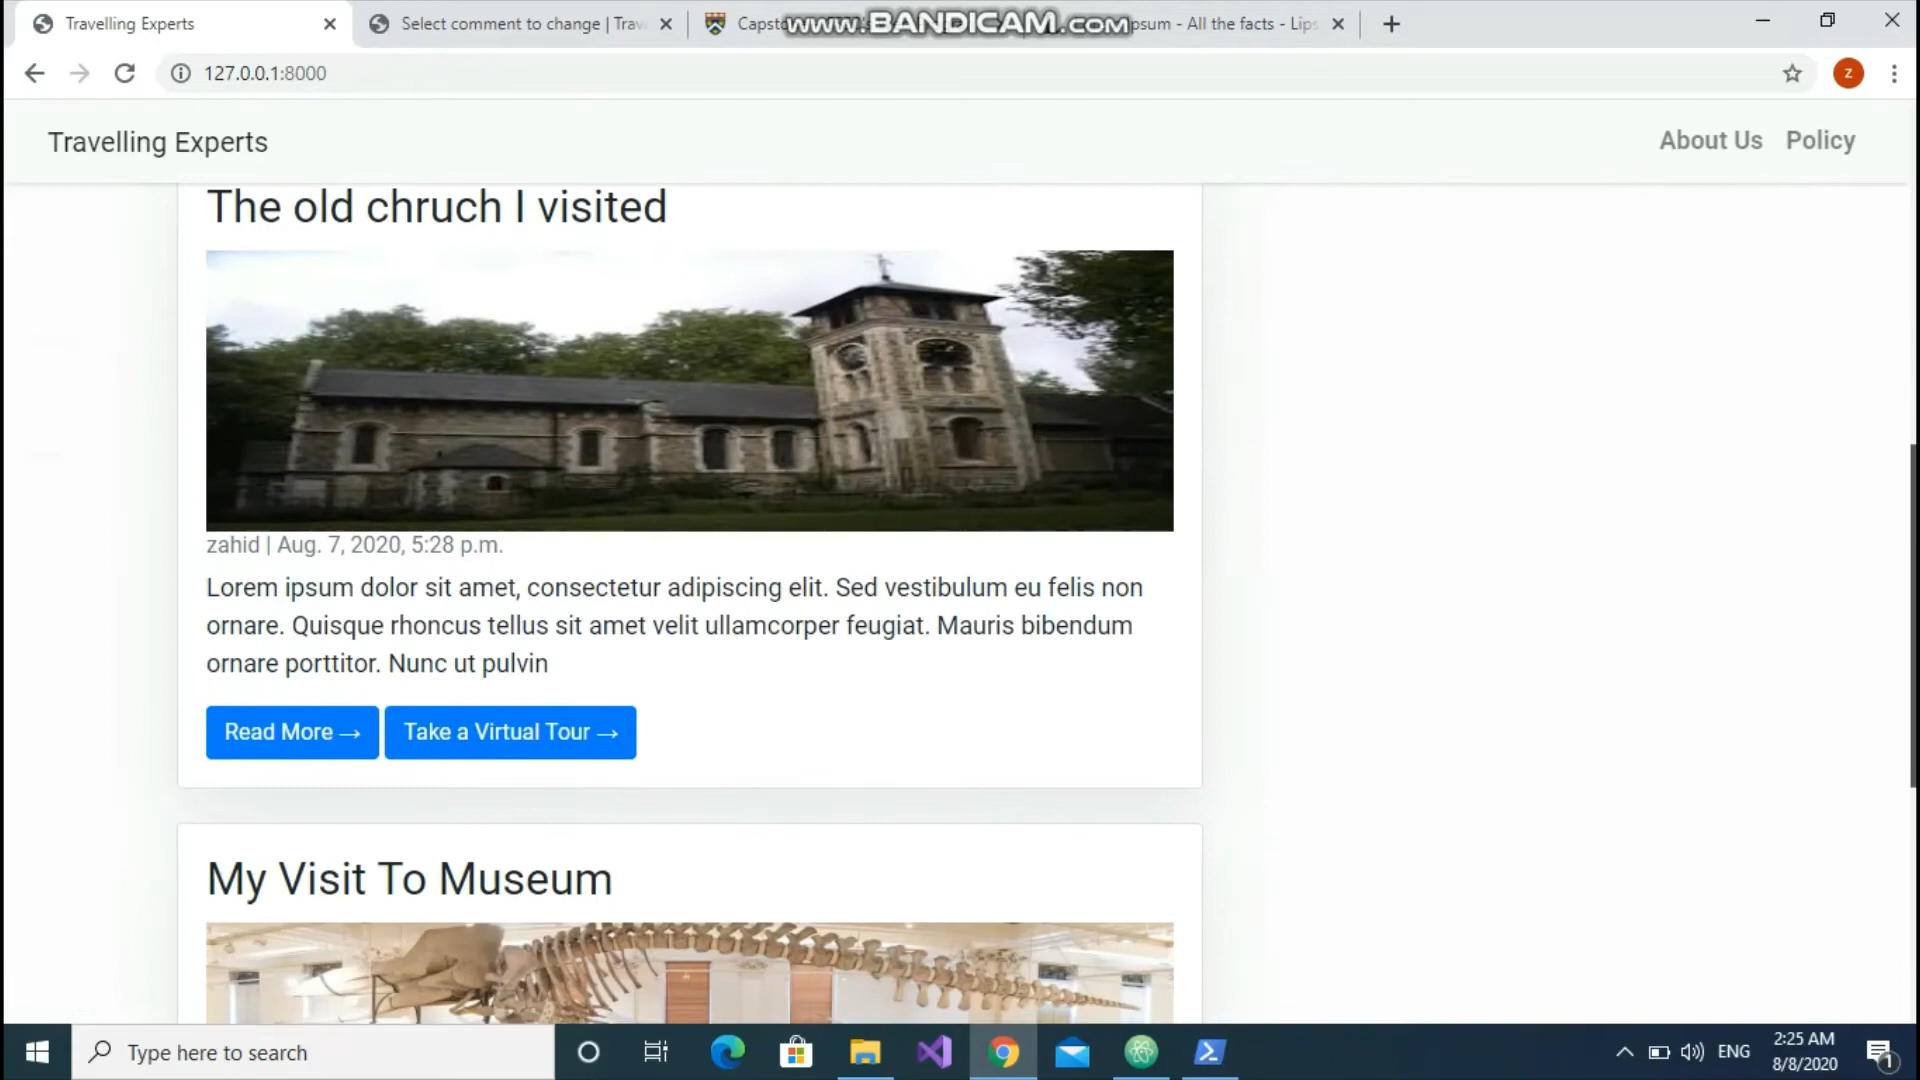 Travelling Experts
Select comment to change | Trav
Capst
www.BANDICAM.com
psum - All the facts - Lips
127.0.0.1:8000
z
Travelling Experts
About Us
Policy
The old chruch I visited
zahid | Aug. 7, 2020, 5:28 p.m.
Lorem ipsum dolor sit amet, consectetur adipiscing elit. Sed vestibulum eu felis non
ornare. Quisque rhoncus tellus sit amet velit ullamcorper feugiat. Mauris bibendum
ornare porttitor. Nunc ut pulvin
Read More →
Take a Virtual Tour →
My Visit To Museum
Type here to search
ENG
2:25 AM
8/8/2020
1